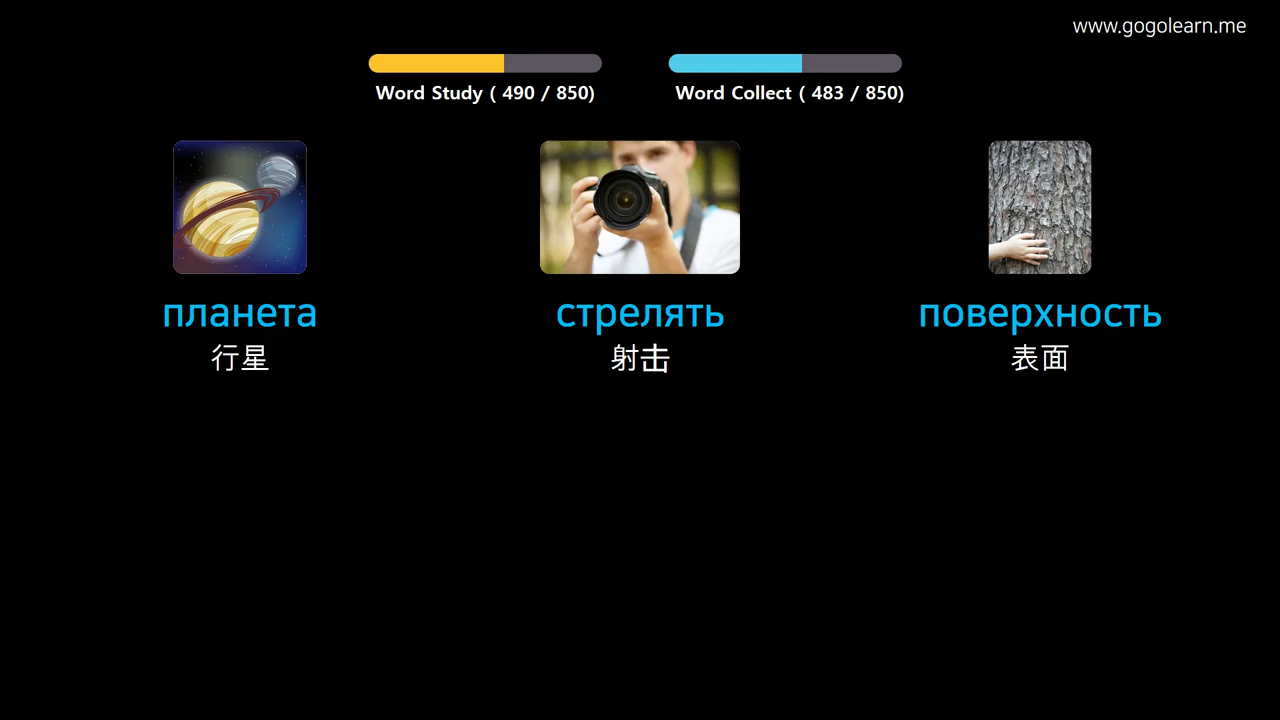 www.gogolearn.me
Word Study ( 490 / 850)
Word Collect ( 483 / 850)
планета
стрелять
поверхность
行星
射击
表面